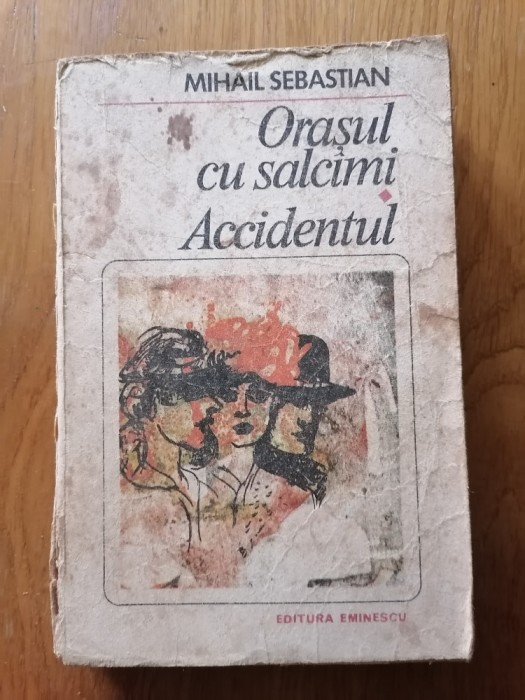 MIHAIL SEBASTIAN
Orașul
cu salcîmi
Accidentul
EDITURA EMINESCU